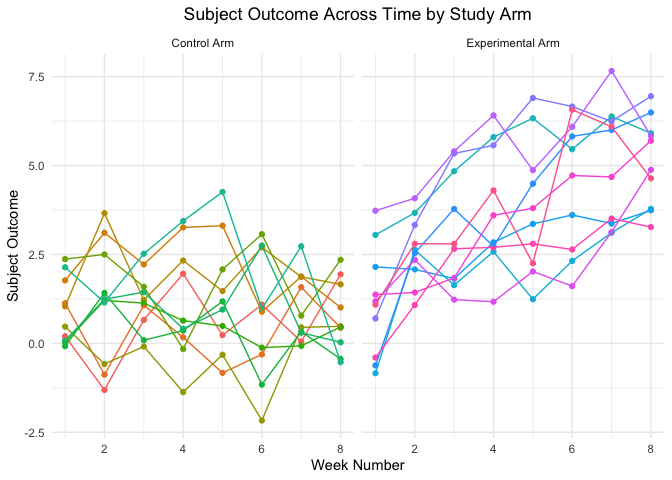 Subject Outcome Across Time by Study Arm
Control Arm
Experimental Arm
Subject Outcome
7.5
5.0
2.5
0.0
-2.5
2 4 6 8
2 4 6 8
Week Number